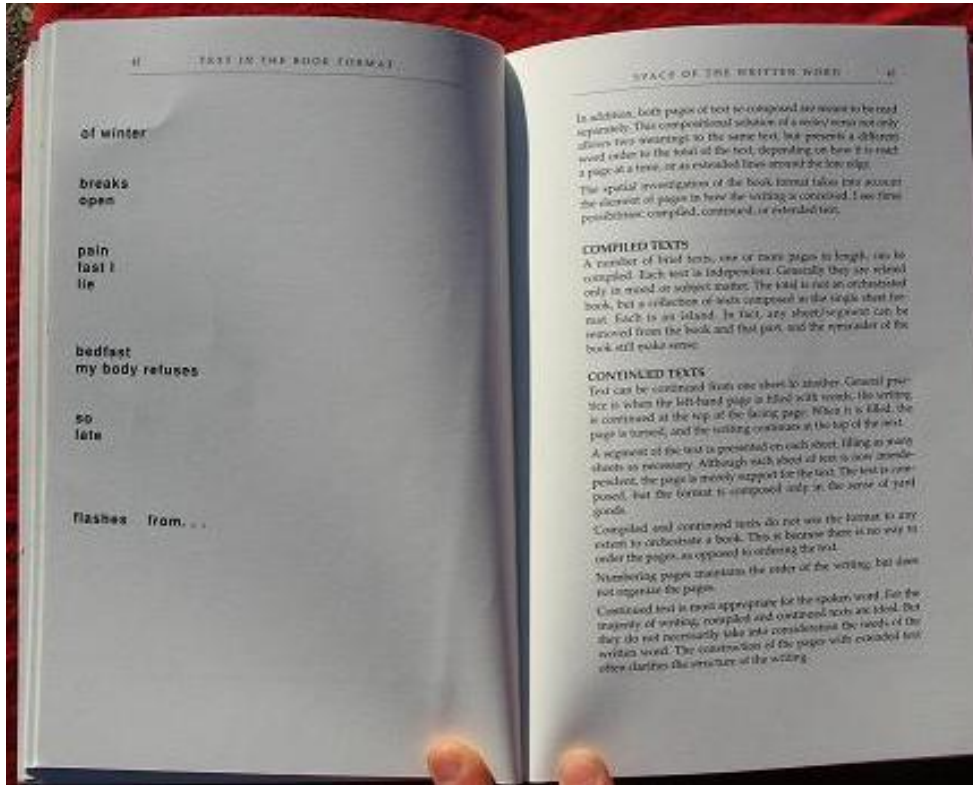 TEXT IN THE BOOK FORMAT
of winter
breaks
open
pain
fast I
lie
bedfast
my body refuses
so
late
flashes from. . .
SPACE OF THE WRITTEN WORD
In addition, both pages of text so composed are meant to be read
separately. This compositional solution of a recto/verso not only
allows two meanings to the same text, but presents a different
word order to the total of the text, depending on how it is read
a page at a time, or as extended lines around the fore edge.
The spatial investigation of the book format takes into account
the element of pages in how the writing is conceived. I see three
possibilities: compiled, continued, or extended text.
COMPILED TEXTS
A number of brief texts, one or more pages in length, can be
compiled. Each text is independent. Generally they are related
only in mood or subject matter. The total is not an orchestrated
book, but a collection of texts composed in the single sheet for-
mat. Each is an island. In fact, any sheet/segment can be
removed from the book and that part, and the remainder of the
book still make sense.
CONTINUED TEXTS
Text can be continued from one sheet to another. General prac-
tice is when the left-hand page is filled with words, the writing
is continued at the top of the facing page. When it is filled, the
page is turned, and the writing continues at the top of the next.
A segment of the text is presented on each sheet, filling as many
sheets as necessary. Although each sheet of text is now interde-
pendent, the page is merely support for the text. The text is com-
posed, but the format is composed only in the sense of yard
goods.
Compiled and continued texts do not use the format to any
extent to orchestrate a book. This is because there is no way to
order the pages, as opposed to ordering the text.
Numbering pages maintains the order of the writing, but does
not organize the pages.
Continued text is most appropriate for the spoken word. For the
majority of writing, compiled and continued texts are ideal. But
they do not necessarily take into consideration the needs of the
written word. The construction of the pages with extended text
often clarifies the structure of the writing.